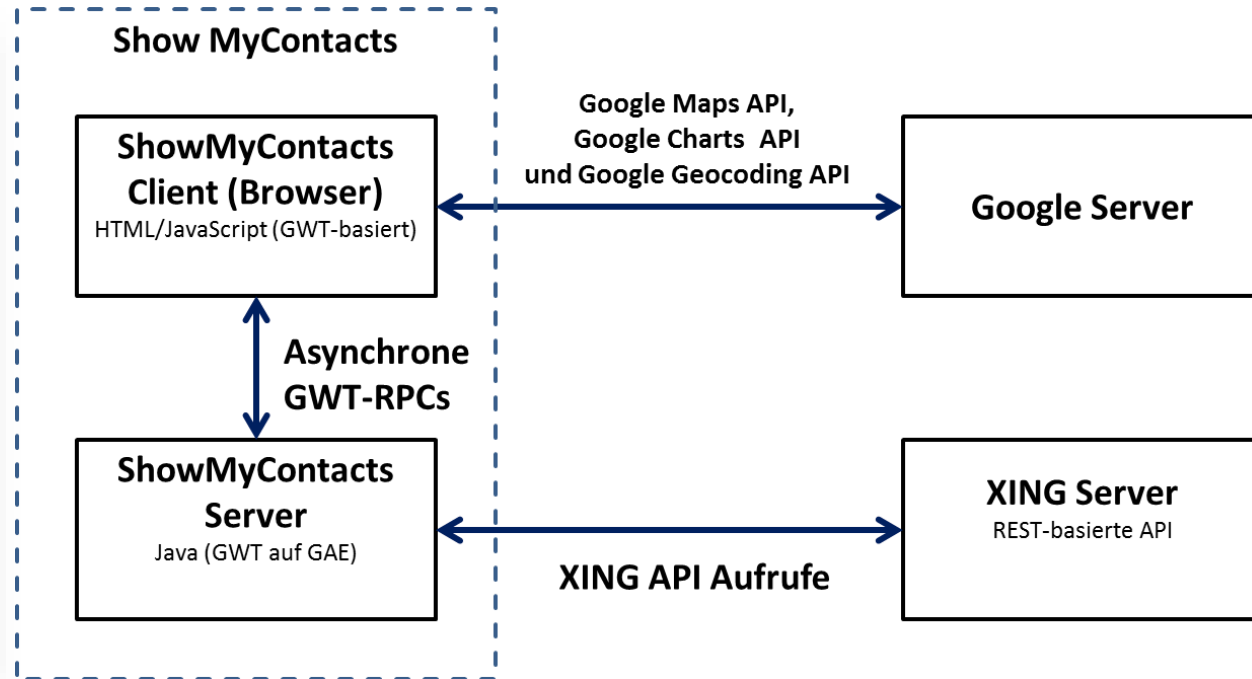 Show MyContacts
ShowMyContacts
Client (Browser)
HTML/JavaScript (GWT-basiert)
Google Maps API,
Google Charts API
und Google Geocoding API
Google Server
Asynchrone
GWT-RPCs
ShowMyContacts
Server
Java (GWT auf GAE)
XING API Aufrufe
XING Server
REST-basierte API